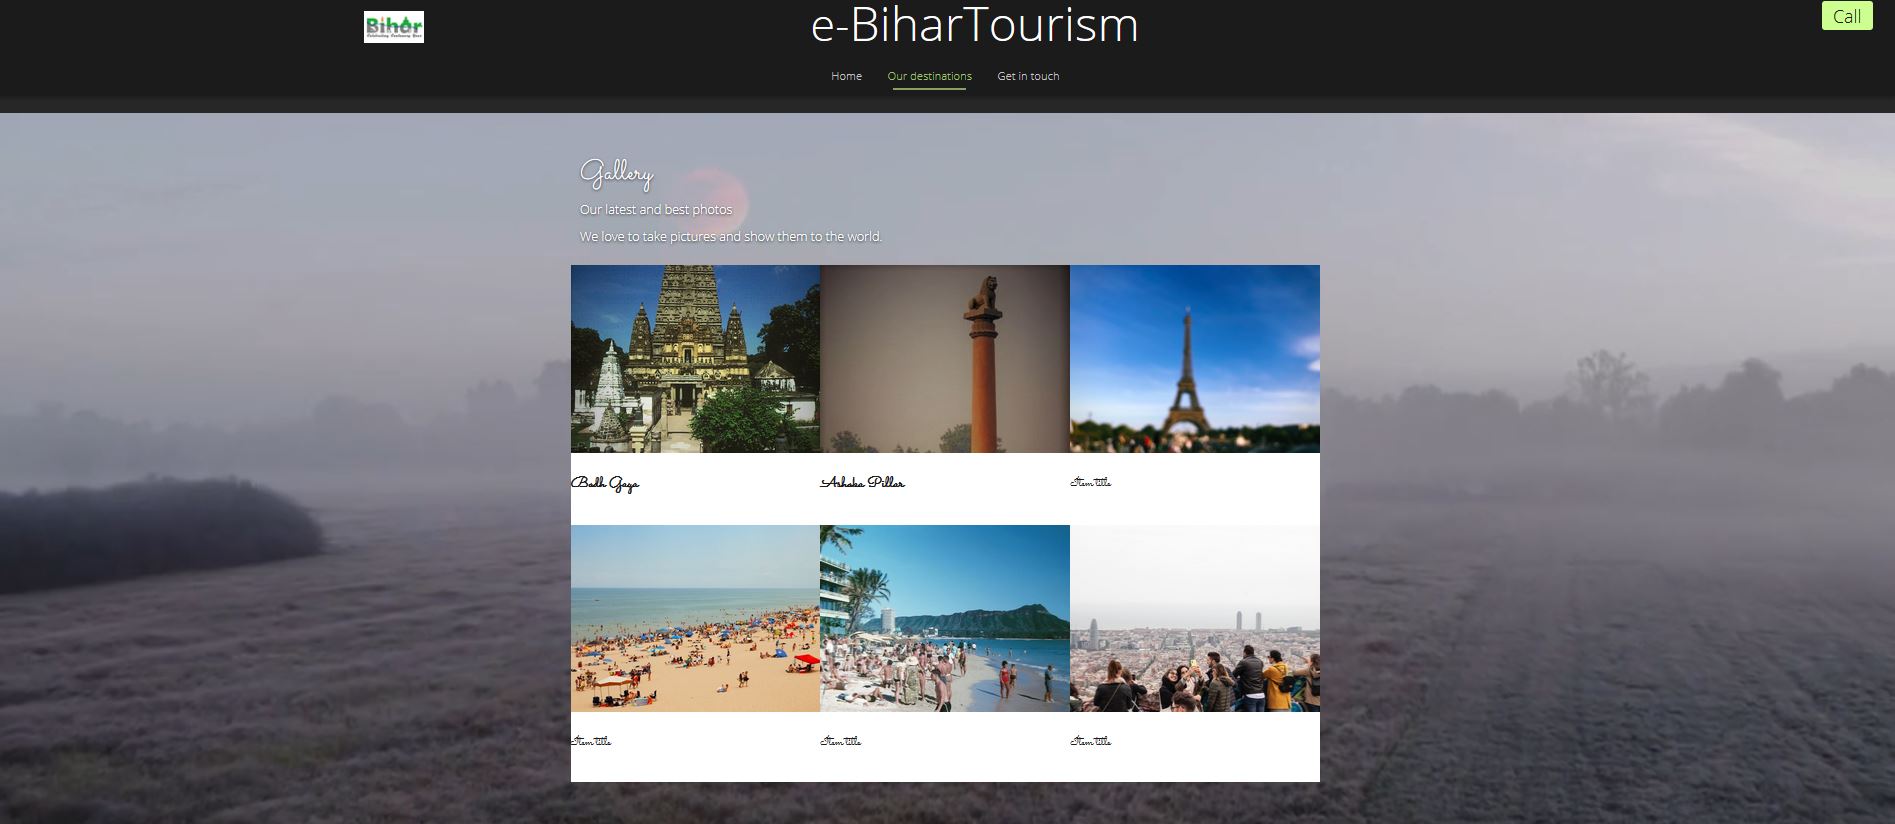 Bihar
e-BiharTourism
Call
Home
Our destinations
Get in touch
Gallery
Our latest and best photos
We love to take pictures and show them to the world.
Bodh Gaya
Ashoka Pillar
Item title
Item title
Item title
Item title